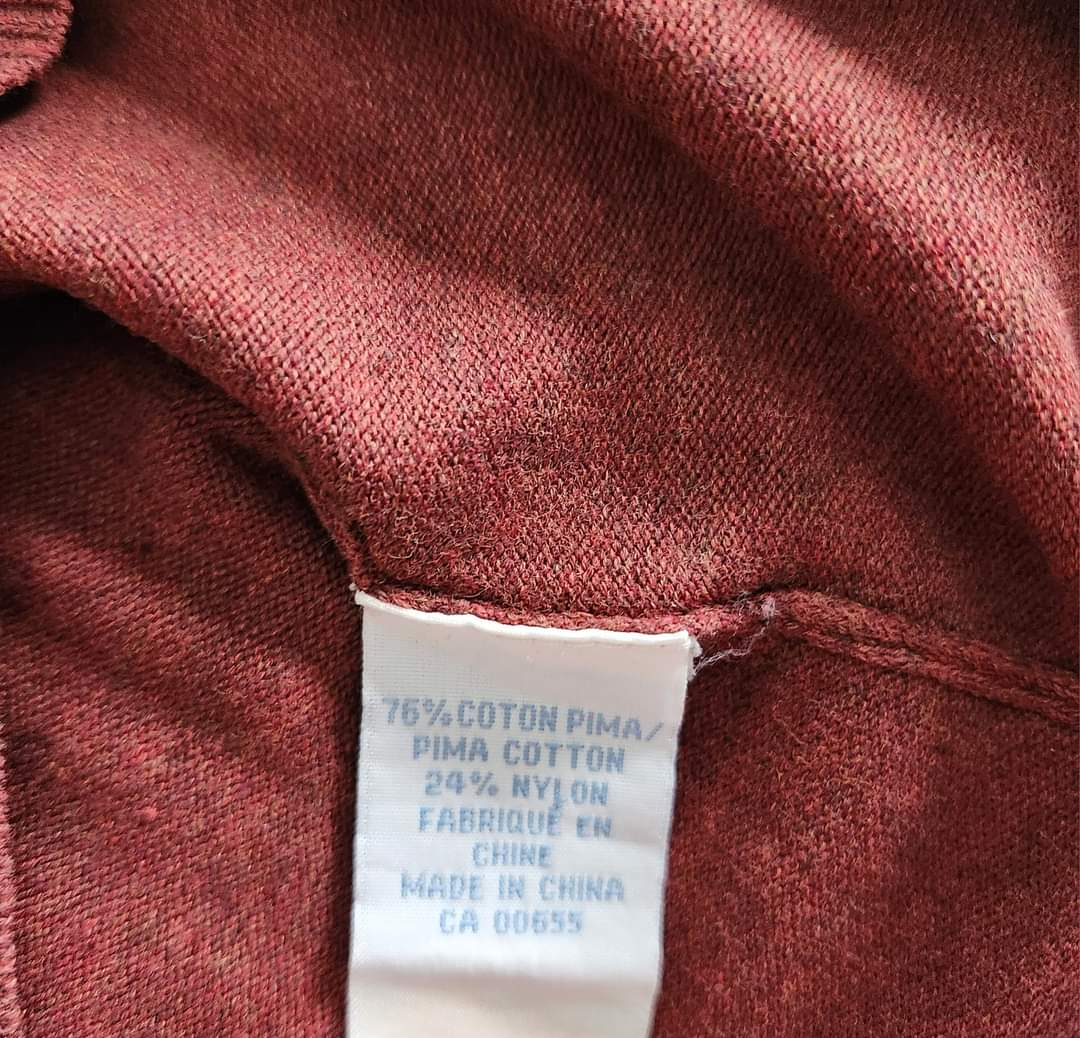 76% COTON PIMA/
PIMA COTTON
24% NYLON
FABRIQUÉ EN
CHINE
MADE IN CHINA
CA 00655